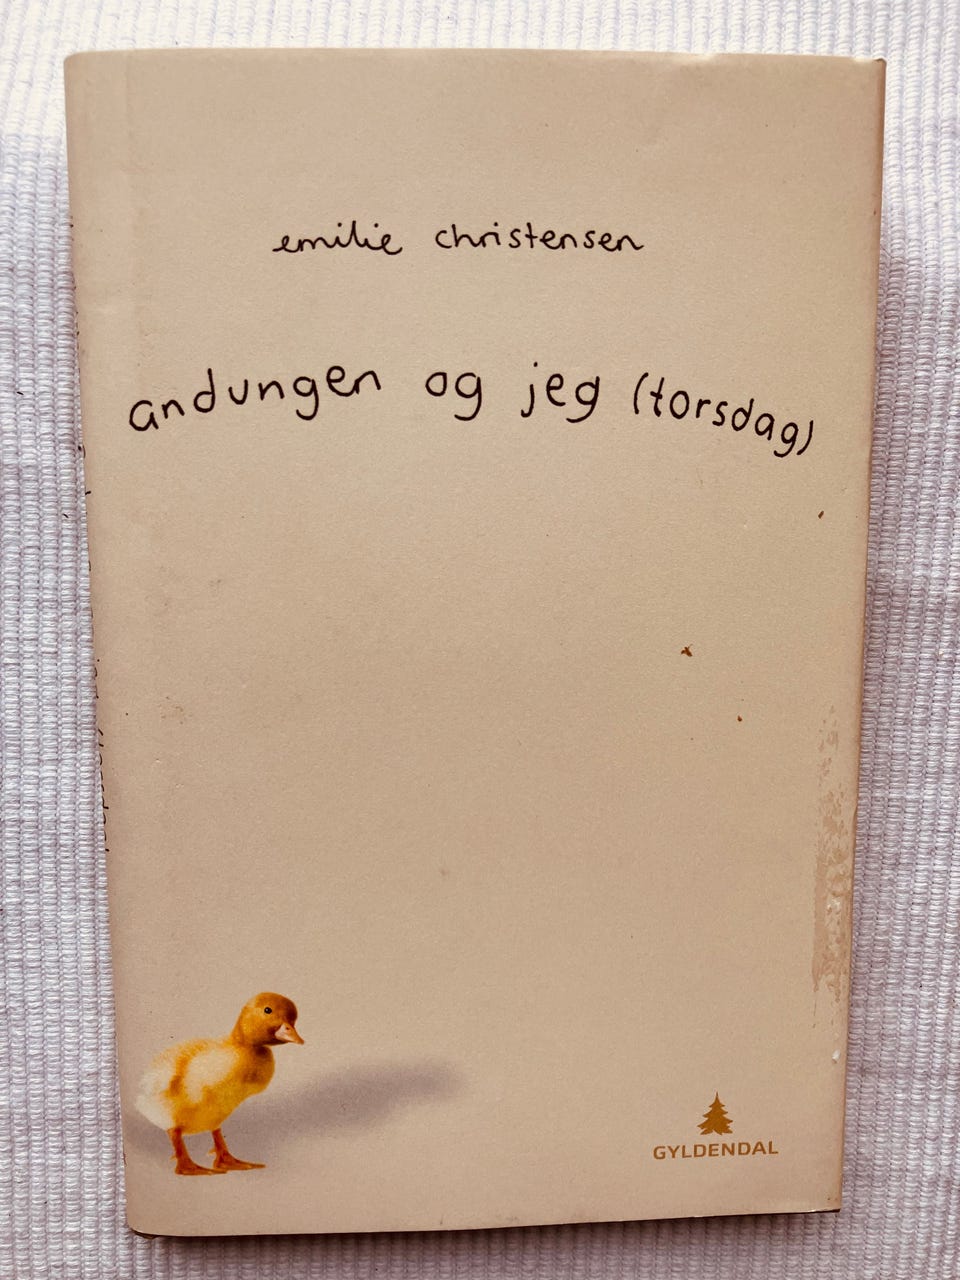 emilie christensen
andungen og jeg (torsdag)
GYLDENDAL